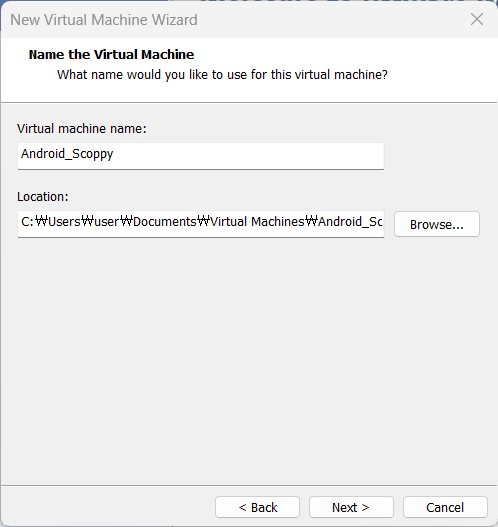 New Virtual Machine Wizard
Name the Virtual Machine
What name would you like to use for this virtual machine?
Virtual machine name:
Android_Scoppy
Location:
C:₩Users₩user₩Documents₩Virtual Machines₩Android_Sc
Browse...
< Back
Next >
Cancel